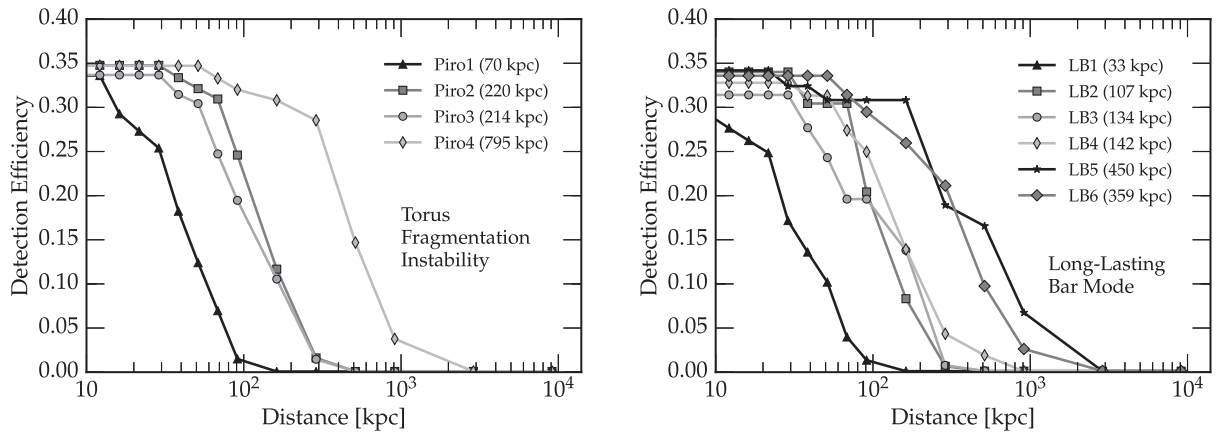 0.40
0.35
0.30
0.25
0.20
0.15
0.10
0.05
0.00
Detection Efficiency
Piro1 (70 kpc)
Piro2 (220 kpc)
Piro3 (214 kpc)
Piro4 (795 kpc)
Torus
Fragmentation
Instability
10 10² 10³ 10⁴
Distance [kpc]
0.40
0.35
0.30
0.25
0.20
0.15
0.10
0.05
0.00
Detection Efficiency
LB1 (33 kpc)
LB2 (107 kpc)
LB3 (134 kpc)
LB4 (142 kpc)
LB5 (450 kpc)
LB6 (359 kpc)
Long-Lasting
Bar Mode
10 10² 10³ 10⁴
Distance [kpc]